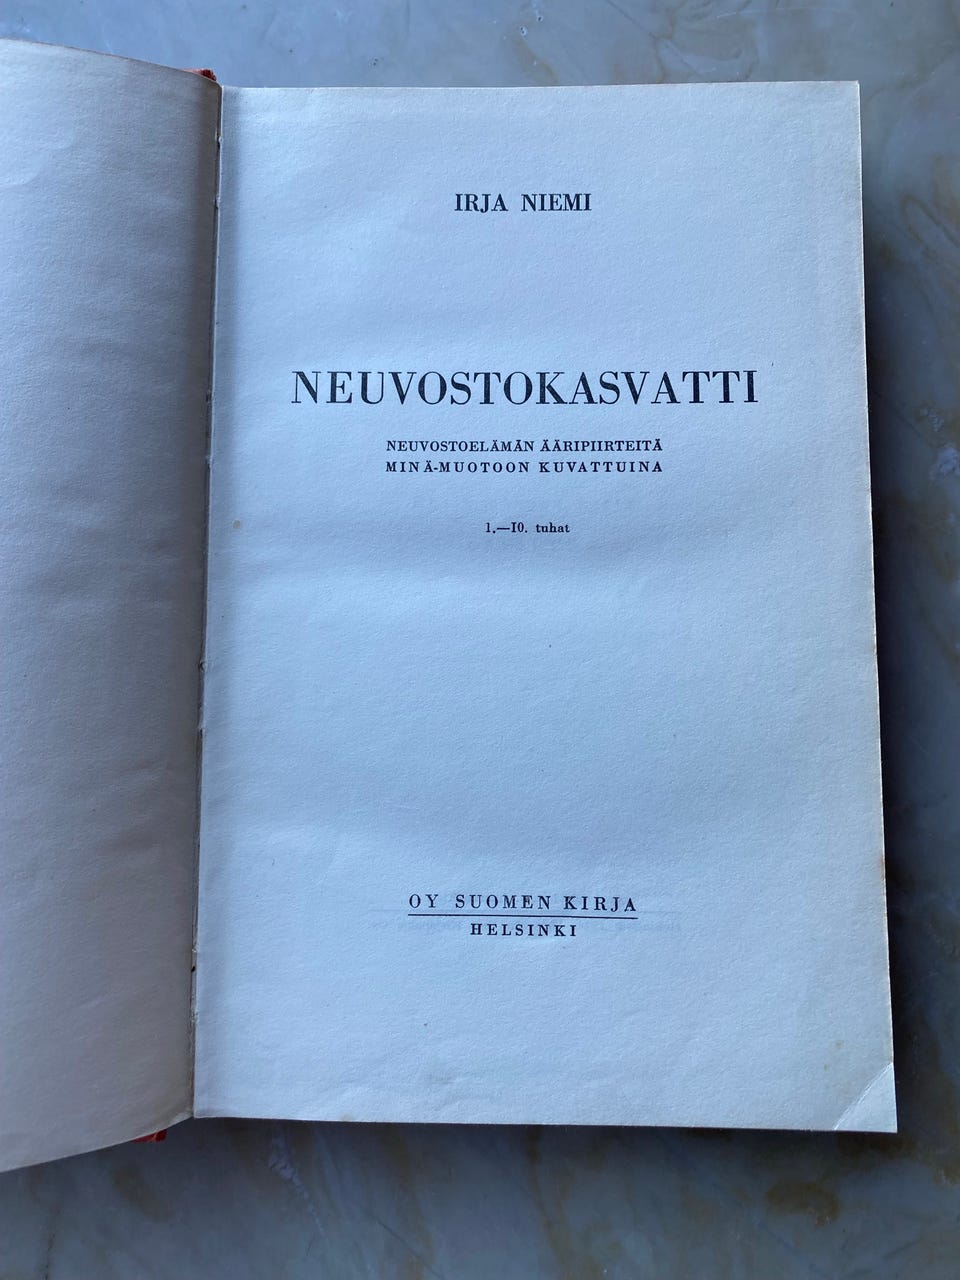 IRJA NIEMI
NEUVOSTOKASVATTI
NEUVOSTOELÄMÄN ÄÄRIPIIRTEITÄ
MINÄ-MUOTOON KUVATTUINA
1.—10. tuhat
OY SUOMEN KIRJA
HELSINKI